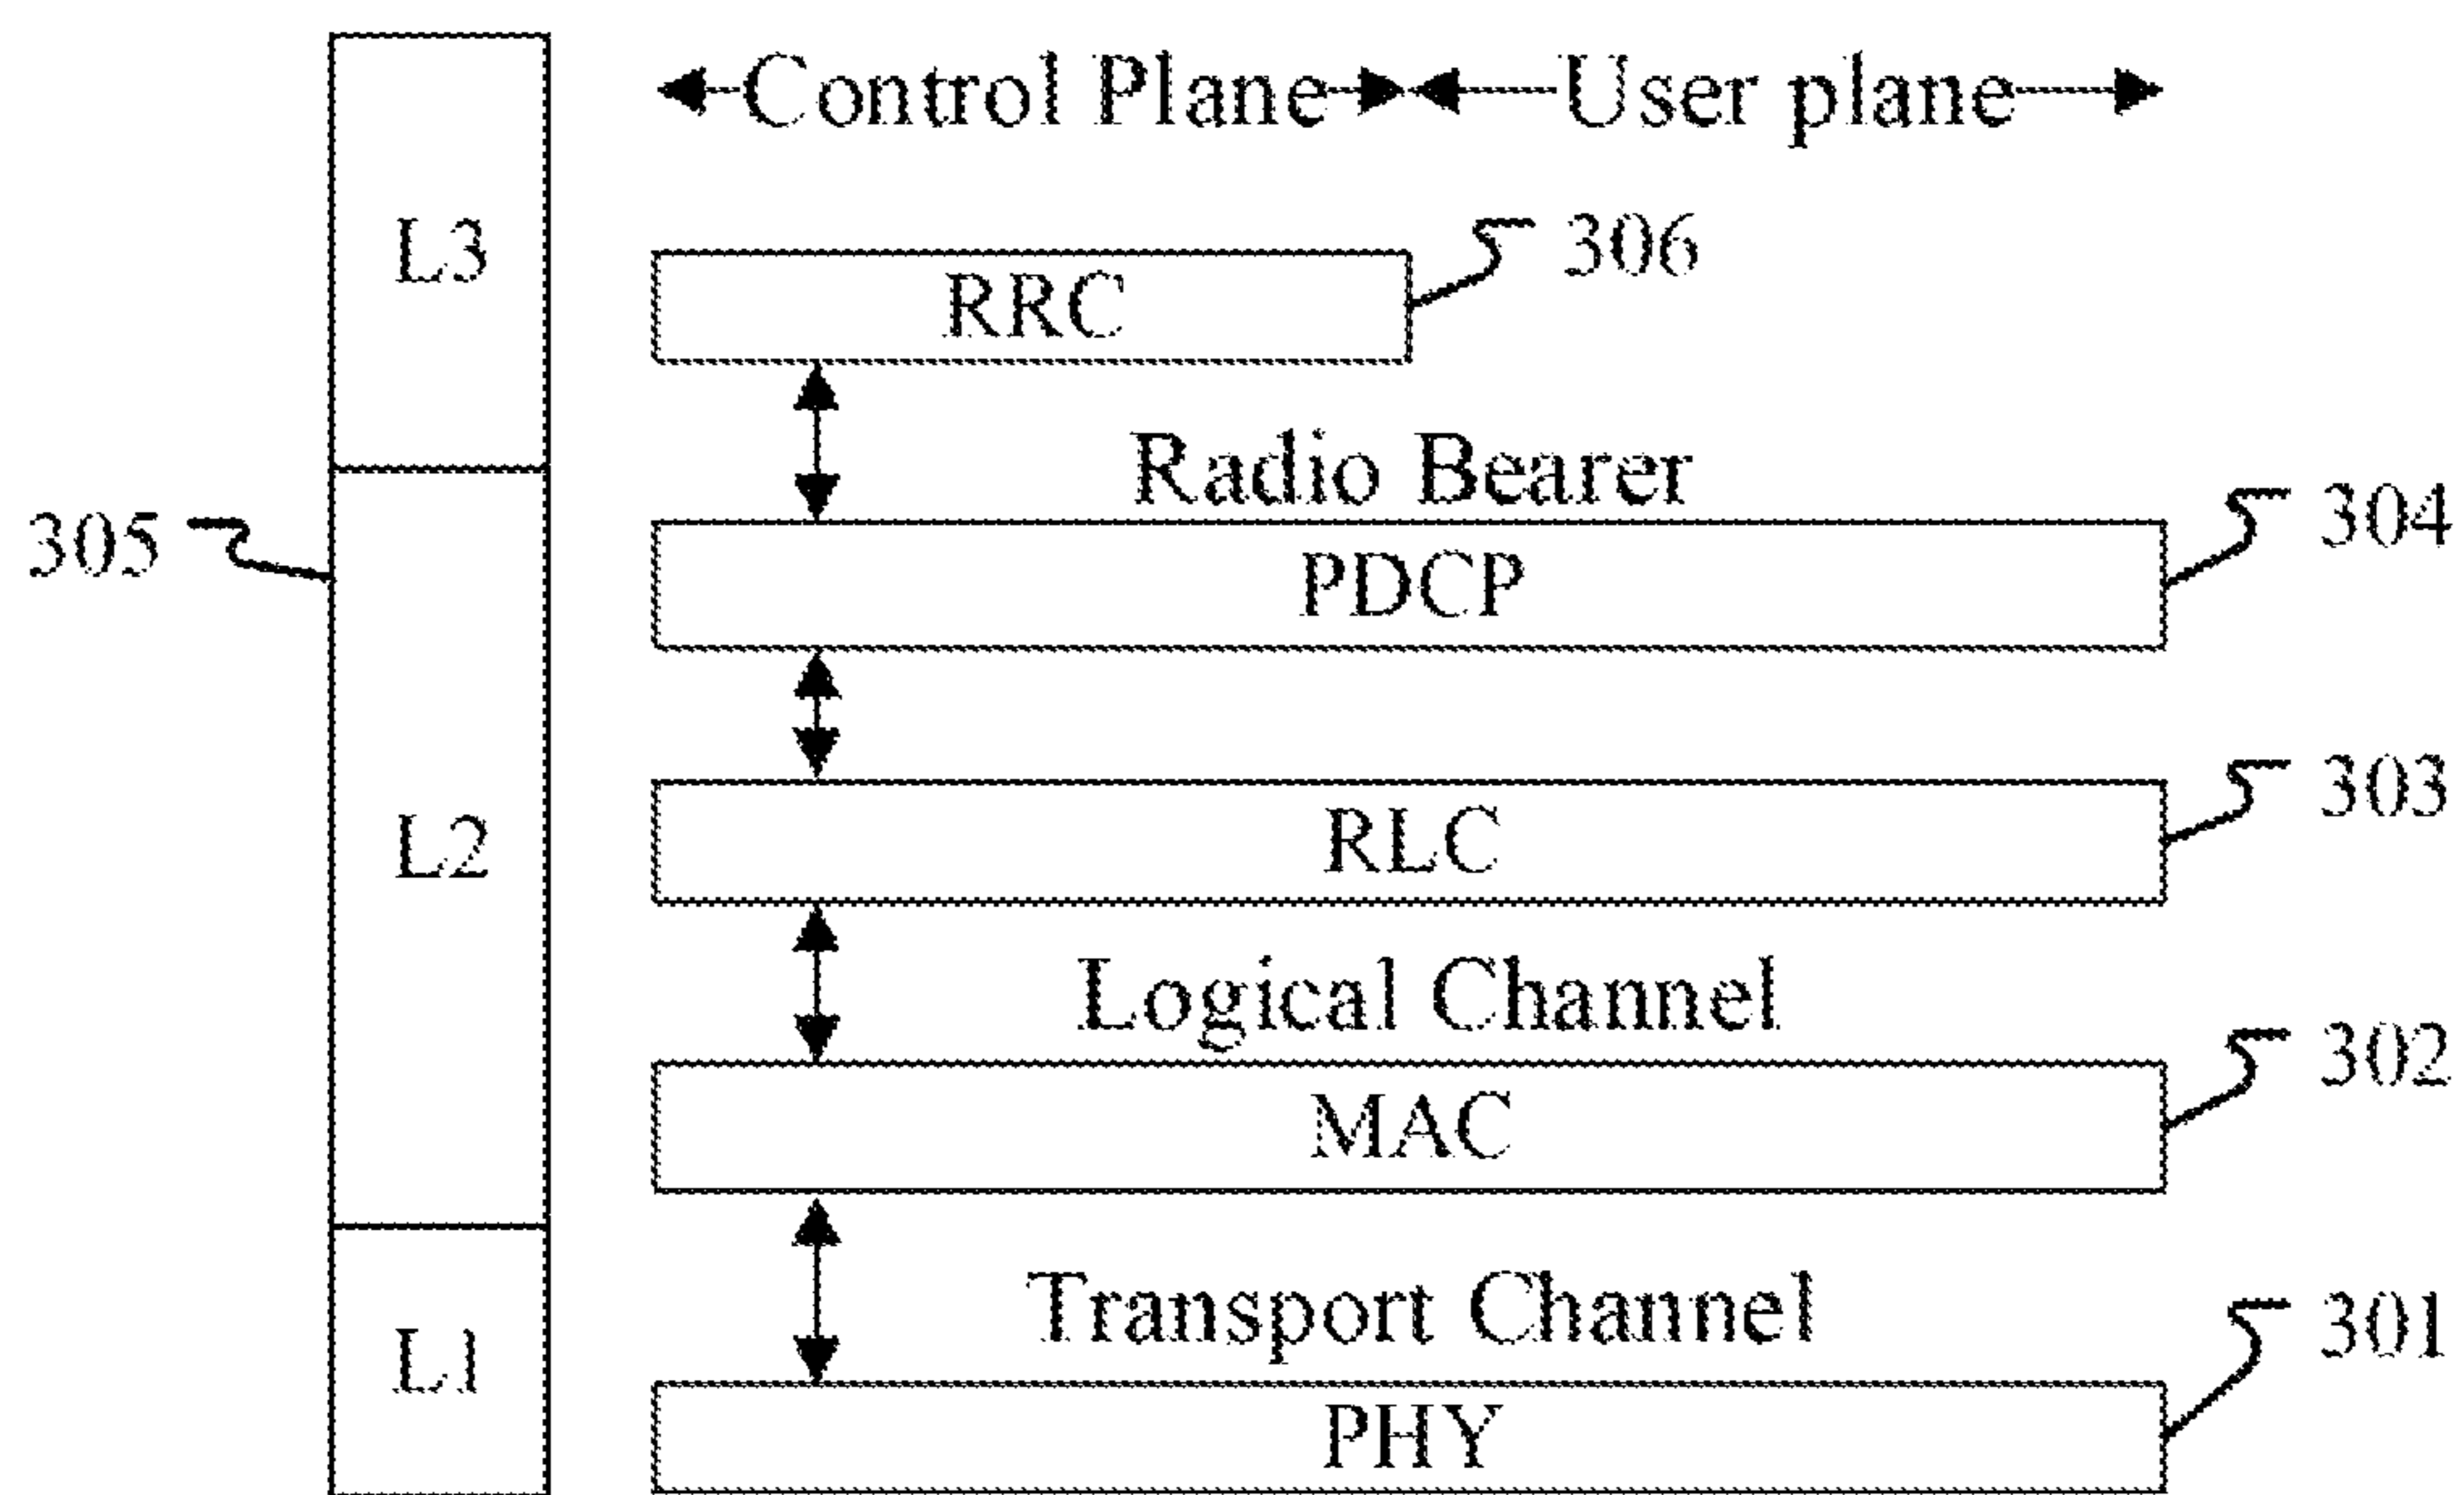 Control Plane User plane
L3
306
RRC
Radio Bearer
305
304
PDCP
303
L2
RLC
Logical Channel
302
MAC
Transport Channel
301
L1
PHY